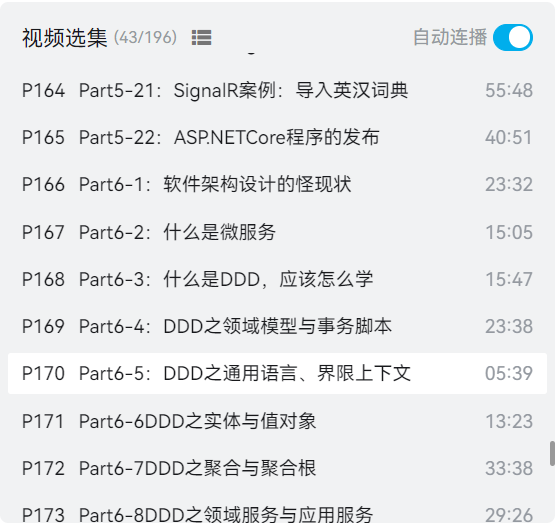 视频选集 (43/196) 自动连播
P164 Part5-21：SignalR案例：导入英汉词典 55:48
P165 Part5-22：ASP.NETCore程序的发布 40:51
P166 Part6-1：软件架构设计的怪现状 23:32
P167 Part6-2：什么是微服务 15:05
P168 Part6-3：什么是DDD，应该怎么学 15:47
P169 Part6-4：DDD之领域模型与事务脚本 23:38
P170 Part6-5：DDD之通用语言、界限上下文 05:39
P171 Part6-6DDD之实体与值对象 13:23
P172 Part6-7DDD之聚合与聚合根 33:38
P173 Part6-8DDD之领域服务与应用服务 29:26